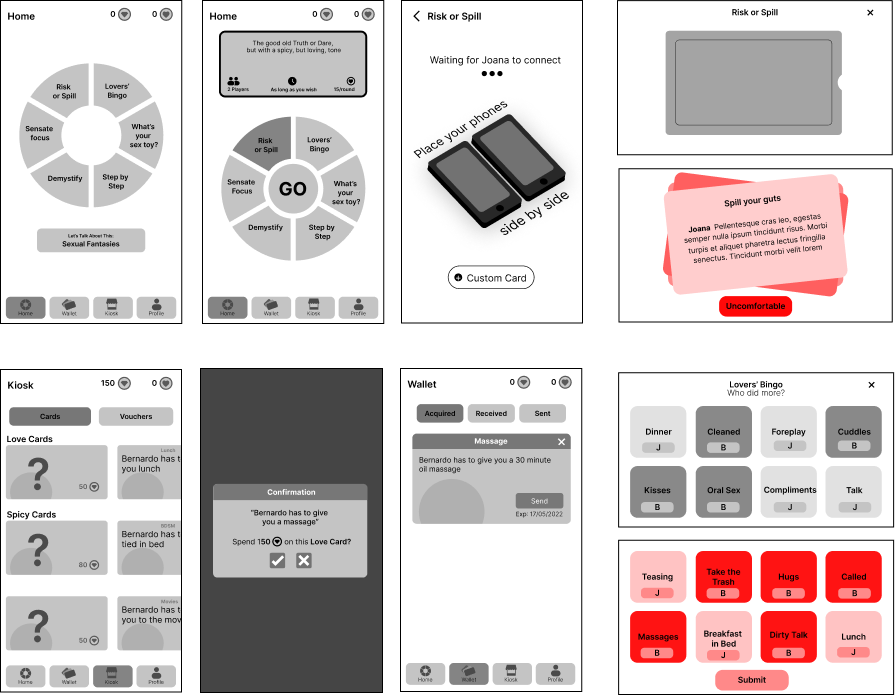 Home
0
0
Risk
or Spill
Lovers'
Bingo
Sensate
focus
What's
your
sex toy?
Demystify
Step by
Step
Let's Talk About This:
Sexual Fantasies
Home
Wallet
Kiosk
Profile
Home
0
0
The good old Truth or Dare,
but with a spicy, but loving, tone
2 Players
As long as you wish
15/round
Risk
or Spill
Lovers'
Bingo
Sensate
Focus
GO
What's
your
sex toy?
Demystify
Step by
Step
Home
Wallet
Kiosk
Profile
Risk or Spill
Waiting for Joana to connect
Place your phones
side by side
Custom Card
Risk or Spill
Spill your guts
Joana Pellentesque cras leo, egestas
semper nulla ipsum tincidunt risus. Morbi
turpis et aliquet pharetra lectus fringilla
senectus. Tincidunt morbi velit lorem
Uncomfortable
Kiosk
150
0
Cards
Vouchers
Love Cards
?
50
Lunch
Bernardo has t
you lunch
Spicy Cards
?
80
BDSM
Bernardo has t
tied in bed
?
50
Movies
Bernardo has t
you to the mov
Home
Wallet
Kiosk
Profile
Confirmation
"Bernardo has to give
you a massage"
Spend 150 on this Love Card?
Wallet
0
0
Acquired
Received
Sent
Massage
Bernardo has to give you a 30 minute
oil massage
Send
Exp: 17/05/2022
Home
Wallet
Kiosk
Profile
Lovers' Bingo
Who did more?
Dinner
J
Cleaned
B
Foreplay
J
Cuddles
B
Kisses
B
Oral Sex
B
Compliments
J
Talk
J
Teasing
J
Take the
Trash
B
Hugs
B
Called
B
Massages
B
Breakfast
in Bed
J
Dirty Talk
B
Lunch
J
Submit